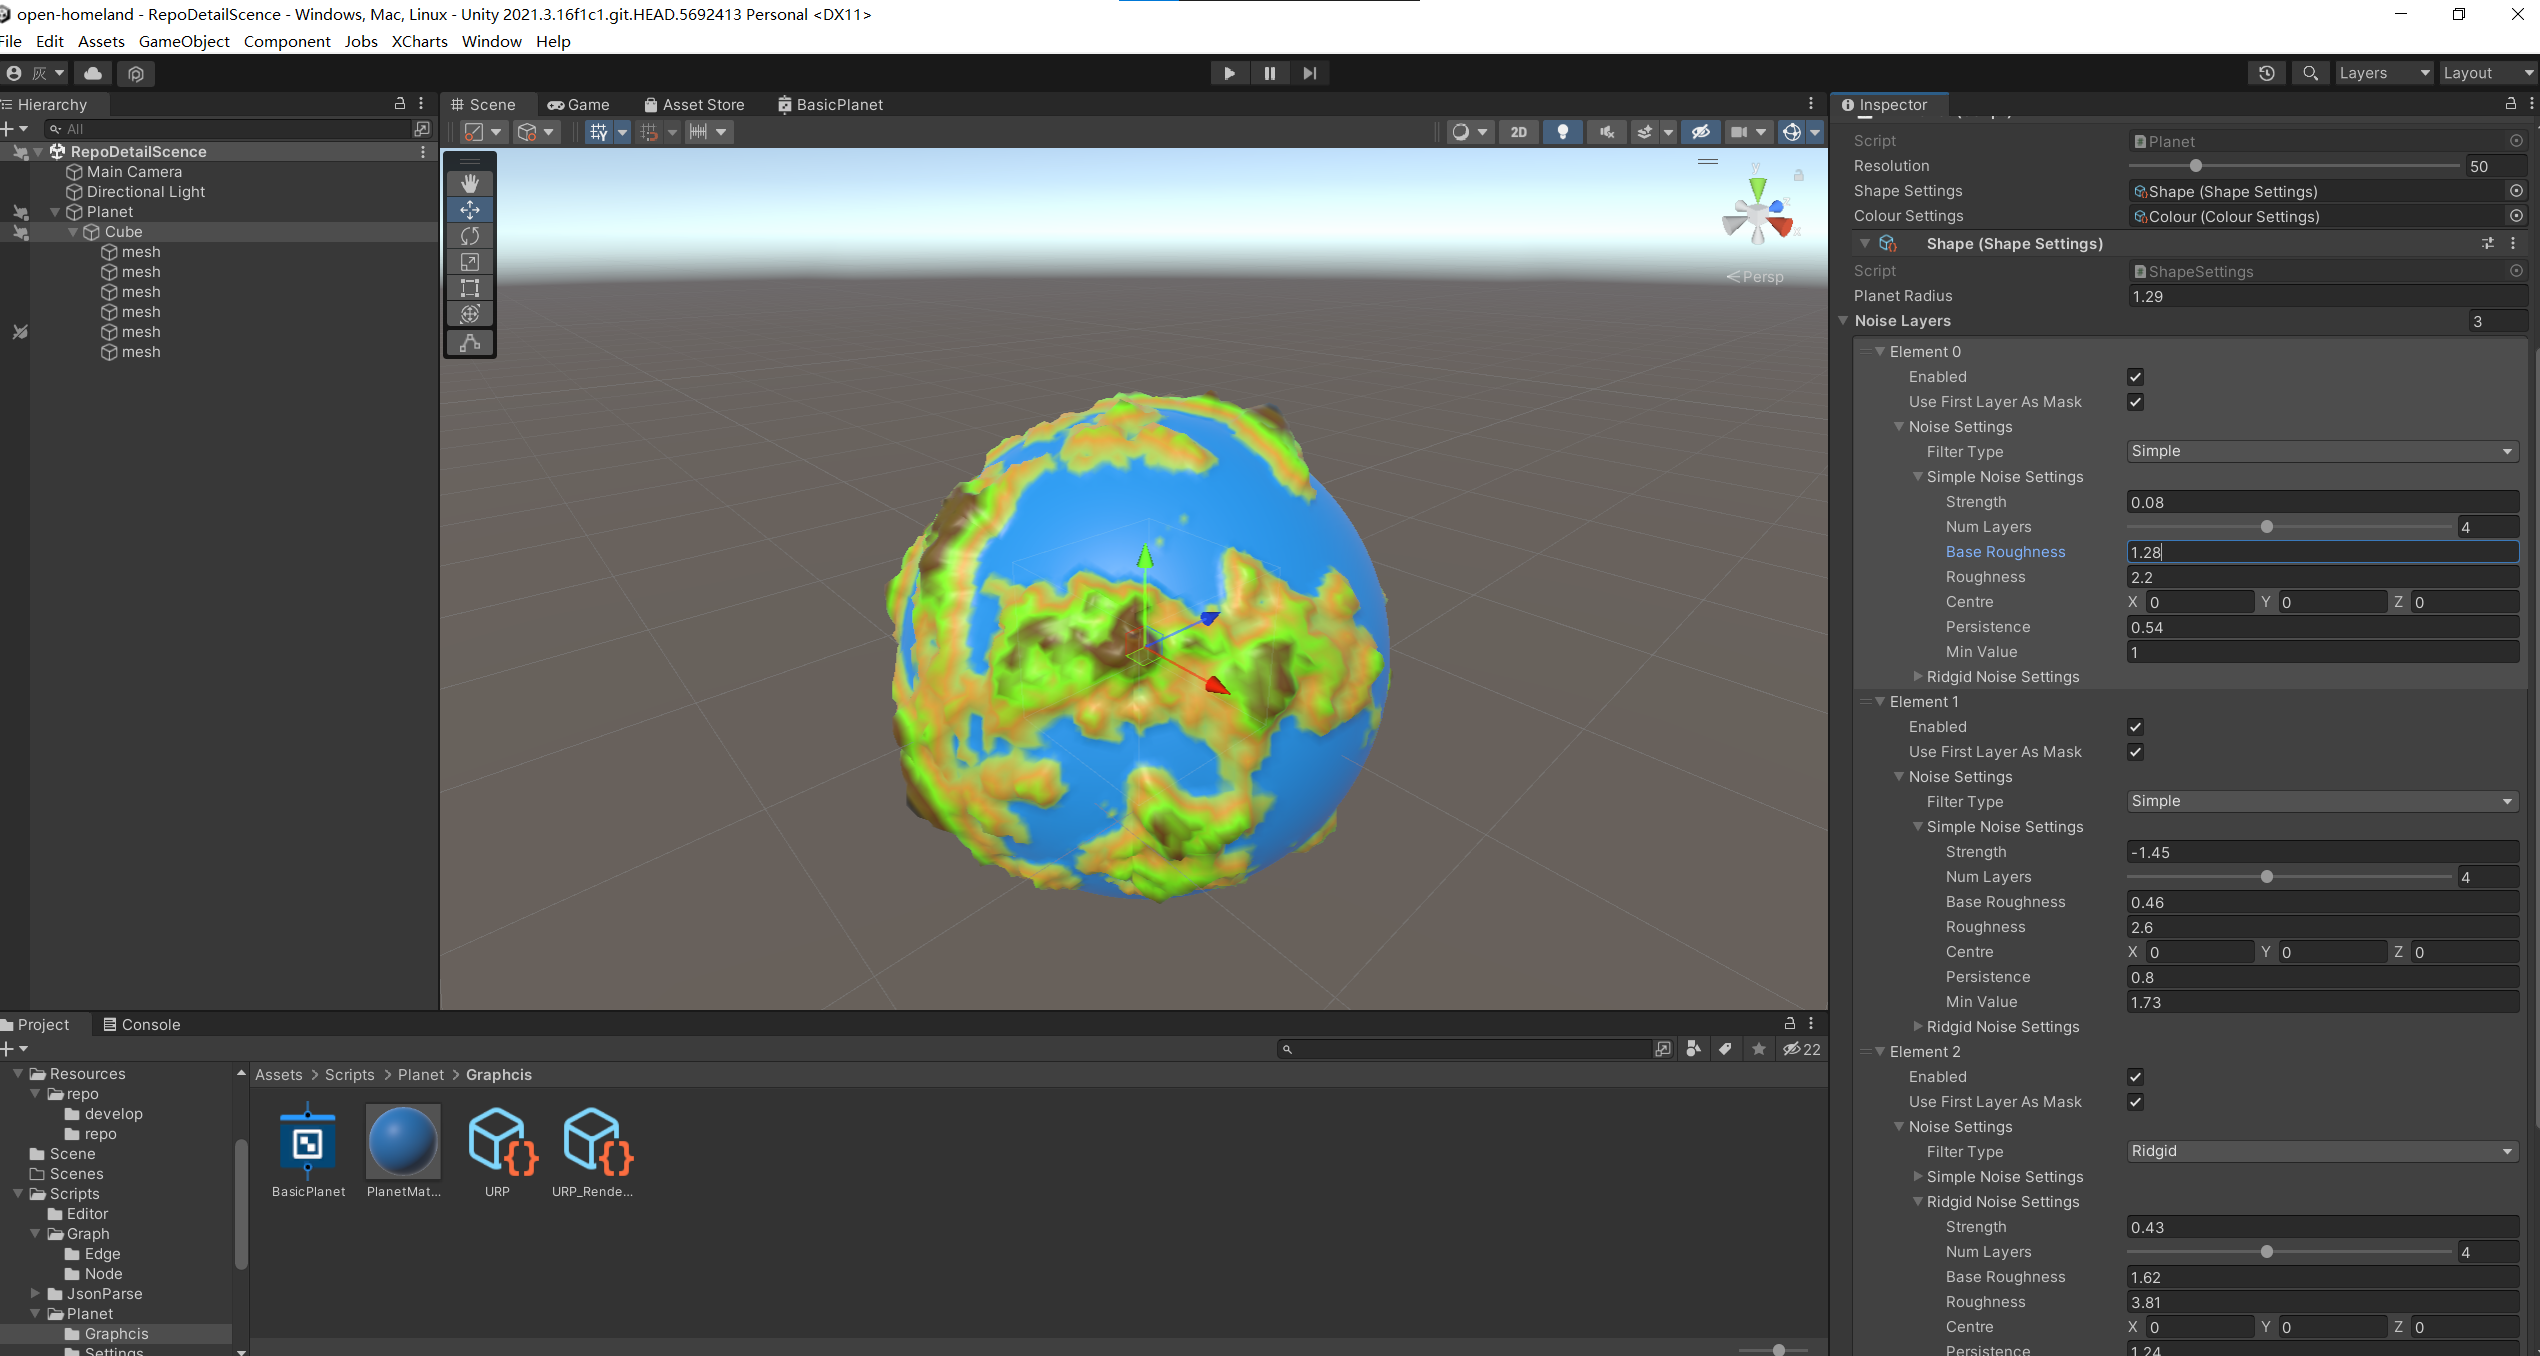 open-homeland - RepoDetailScence - Windows, Mac, Linux - Unity 2021.3.16f1c1.git.HEAD.5692413 Personal <DX11>
File Edit Assets GameObject Component Jobs XCharts Window Help
灰
Layers Layout
Hierarchy
All
RepoDetailScence
Main Camera
Directional Light
Planet
Cube
mesh
mesh
mesh
mesh
mesh
mesh
Scene Game Asset Store BasicPlanet
2D
y
x
z
Persp
Inspector
Script Planet
Resolution 50
Shape Settings Shape (Shape Settings)
Colour Settings Colour (Colour Settings)
Shape (Shape Settings)
Script ShapeSettings
Planet Radius 1.29
Noise Layers 3
Element 0
Enabled
Use First Layer As Mask
Noise Settings
Filter Type Simple
Simple Noise Settings
Strength 0.08
Num Layers 4
Base Roughness 1.28
Roughness 2.2
Centre X 0 Y 0 Z 0
Persistence 0.54
Min Value 1
Ridgid Noise Settings
Element 1
Enabled
Use First Layer As Mask
Noise Settings
Filter Type Simple
Simple Noise Settings
Strength -1.45
Num Layers 4
Base Roughness 0.46
Roughness 2.6
Centre X 0 Y 0 Z 0
Persistence 0.8
Min Value 1.73
Ridgid Noise Settings
Element 2
Enabled
Use First Layer As Mask
Noise Settings
Filter Type Ridgid
Simple Noise Settings
Ridgid Noise Settings
Strength 0.43
Num Layers 4
Base Roughness 1.62
Roughness 3.81
Centre X 0 Y 0 Z 0
Persistence 1.24
Project Console
22
Resources
repo
develop
repo
Scene
Scenes
Scripts
Editor
Graph
Edge
Node
JsonParse
Planet
Graphcis
Settings
Assets > Scripts > Planet > Graphcis
BasicPlanet PlanetMat... URP URP_Rende...